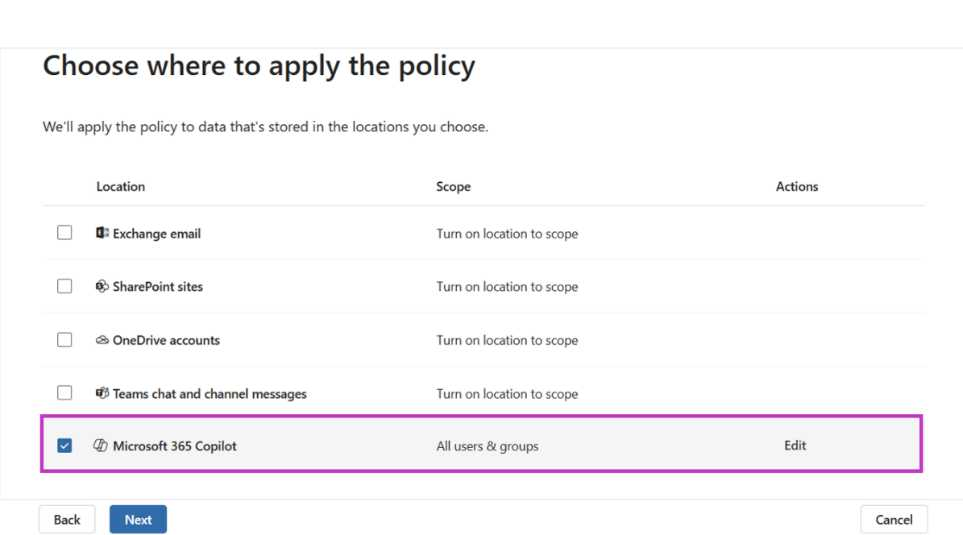 Choose where to apply the policy
We'll apply the policy to data that's stored in the locations you choose.
Location Scope Actions
Exchange email Turn on location to scope
SharePoint sites Turn on location to scope
OneDrive accounts Turn on location to scope
Teams chat and channel messages Turn on location to scope
Microsoft 365 Copilot All users & groups Edit
Back Next Cancel